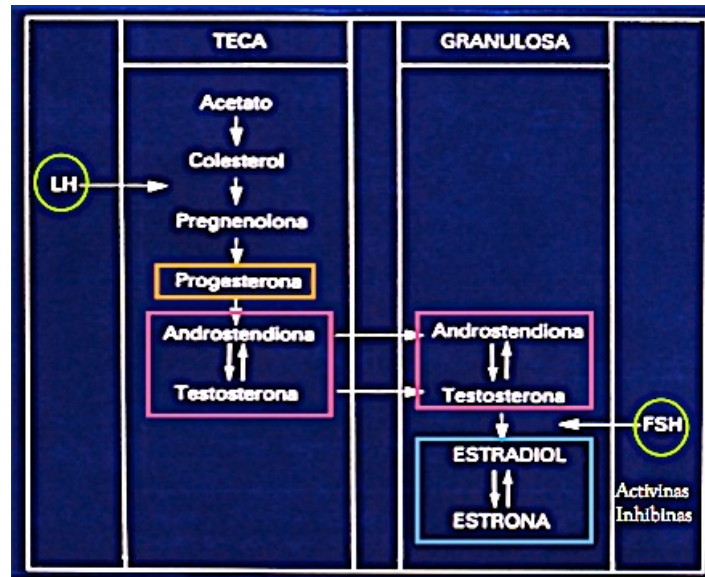 TECA
GRANULOSA
Acetato
Colesterol
LH
Pregnenolona
Progesterona
Androstendiona
Testosterona
Androstendiona
Testosterona
FSH
ESTRADIOL
ESTRONA
Activinas
Inhibinas